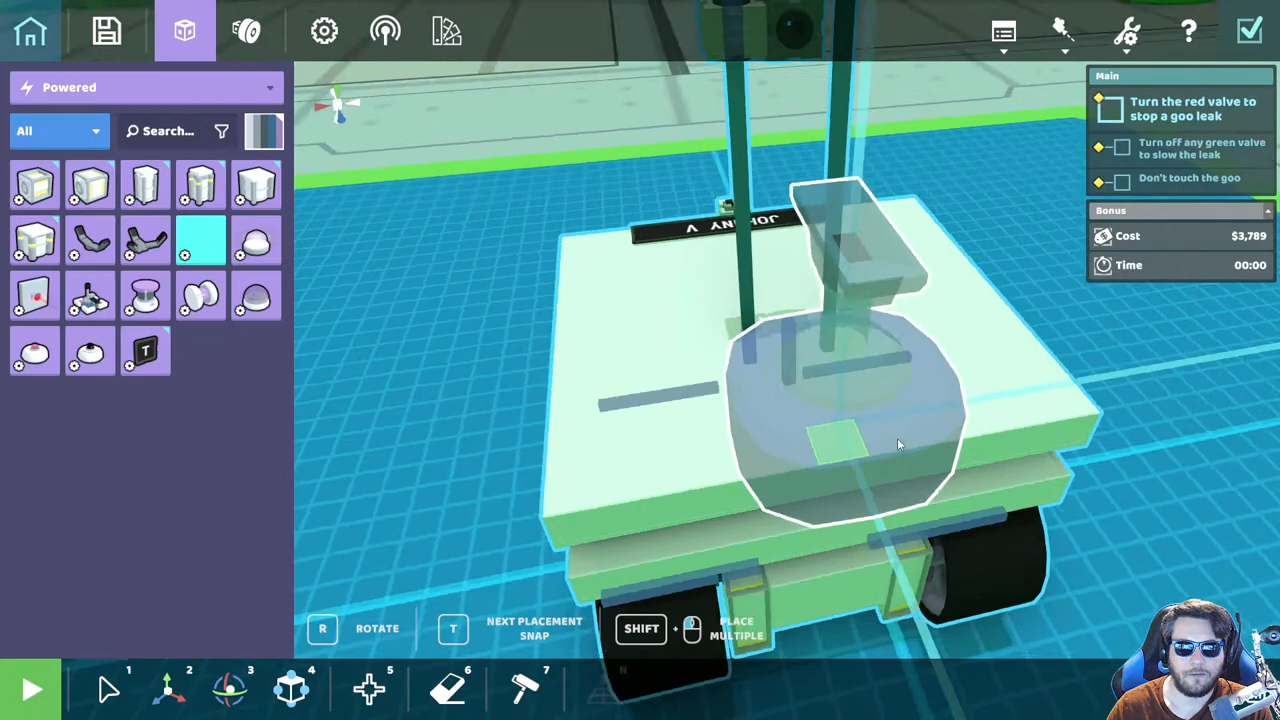 Powered
All
Search...
Main
Turn the red valve to
stop a goo leak
Turn off any green valve
to slow the leak
Don't touch the goo
Bonus
Cost $3,789
Time 00:00
JOHNNY V
T
R ROTATE
T NEXT PLACEMENT
SNAP
SHIFT + PLACE
MULTIPLE
N
1 2 3 4 5 6 7